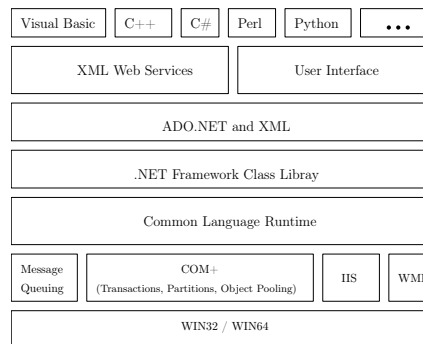 Visual Basic C++ C# Perl Python ...
XML Web Services User Interface
ADO.NET and XML
.NET Framework Class Libray
Common Language Runtime
Message Queuing
COM+
(Transactions, Partitions, Object Pooling)
IIS
WMI
WIN32 / WIN64